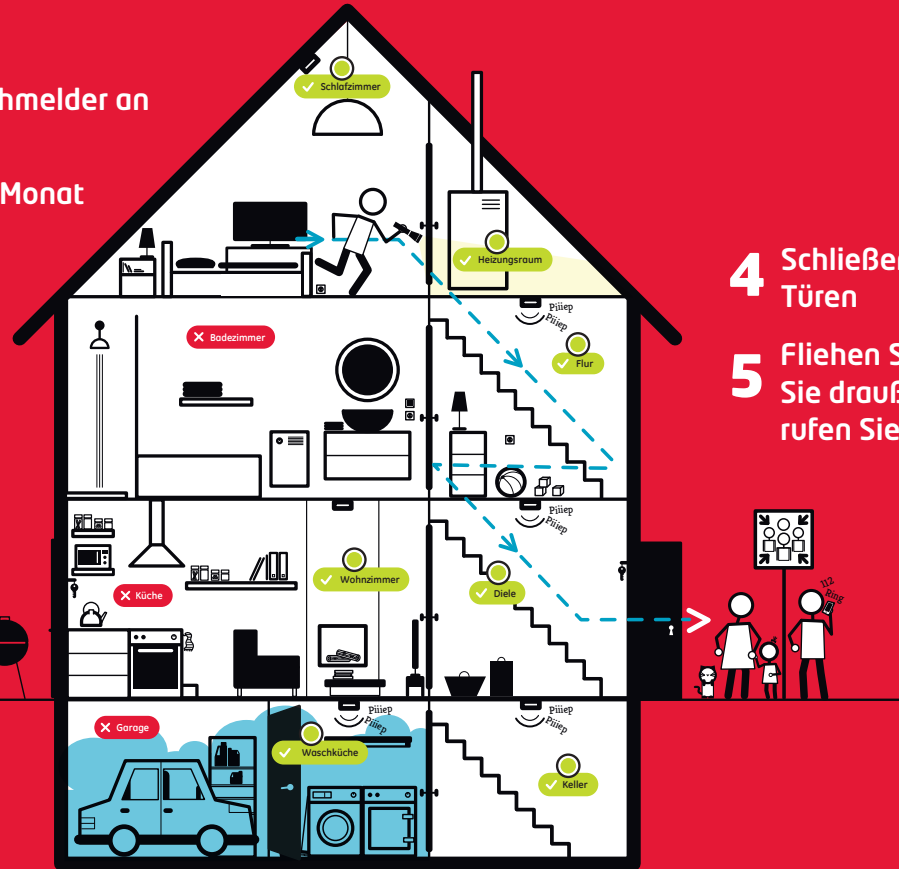 hmelder an
Monat
Schlafzimmer
Heizungsraum
4 Schließen
Türen
5 Fliehen S
Sie drauß
rufen Sie
Piiiep
Piiiep
Badezimmer
Flur
Piiiep
Piiiep
Küche
Wohnzimmer
Diele
112
Ring
Garage
Piiiep
Piiiep
Waschküche
Piiiep
Piiiep
Keller